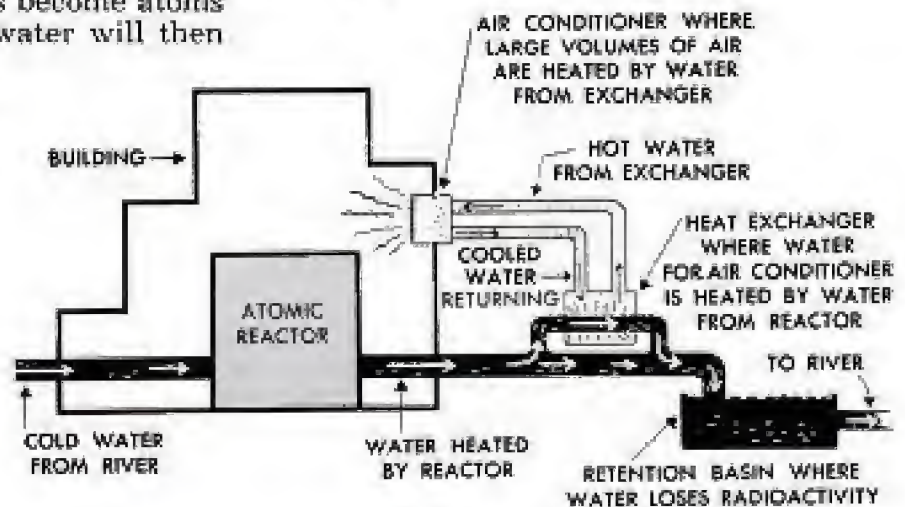 s become atoms
water will then
AIR CONDITIONER WHERE
LARGE VOLUMES OF AIR
ARE HEATED BY WATER
FROM EXCHANGER
BUILDING
HOT WATER
FROM EXCHANGER
HEAT EXCHANGER
WHERE WATER
FOR AIR CONDITIONER
IS HEATED BY WATER
FROM REACTOR
COOLED
WATER
RETURNING
ATOMIC
REACTOR
TO RIVER
COLD WATER
FROM RIVER
WATER HEATED
BY REACTOR
RETENTION BASIN WHERE
WATER LOSES RADIOACTIVITY